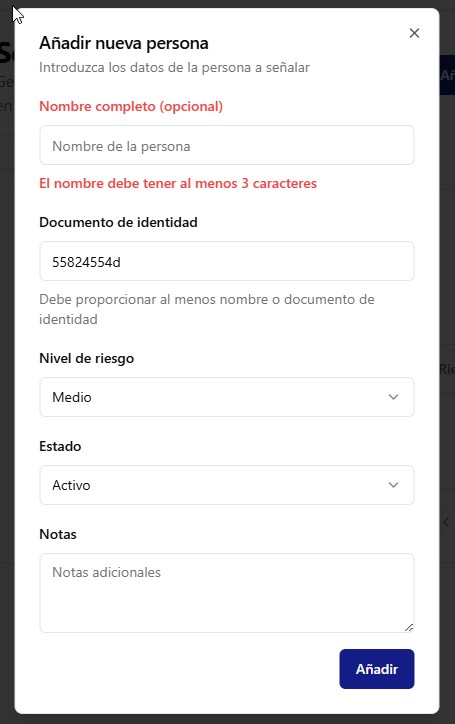 Añadir nueva persona
Introduzca los datos de la persona a señalar
Nombre completo (opcional)
Nombre de la persona
El nombre debe tener al menos 3 caracteres
Documento de identidad
55824554d
Debe proporcionar al menos nombre o documento de
identidad
Nivel de riesgo
Medio
Estado
Activo
Notas
Notas adicionales
Añadir